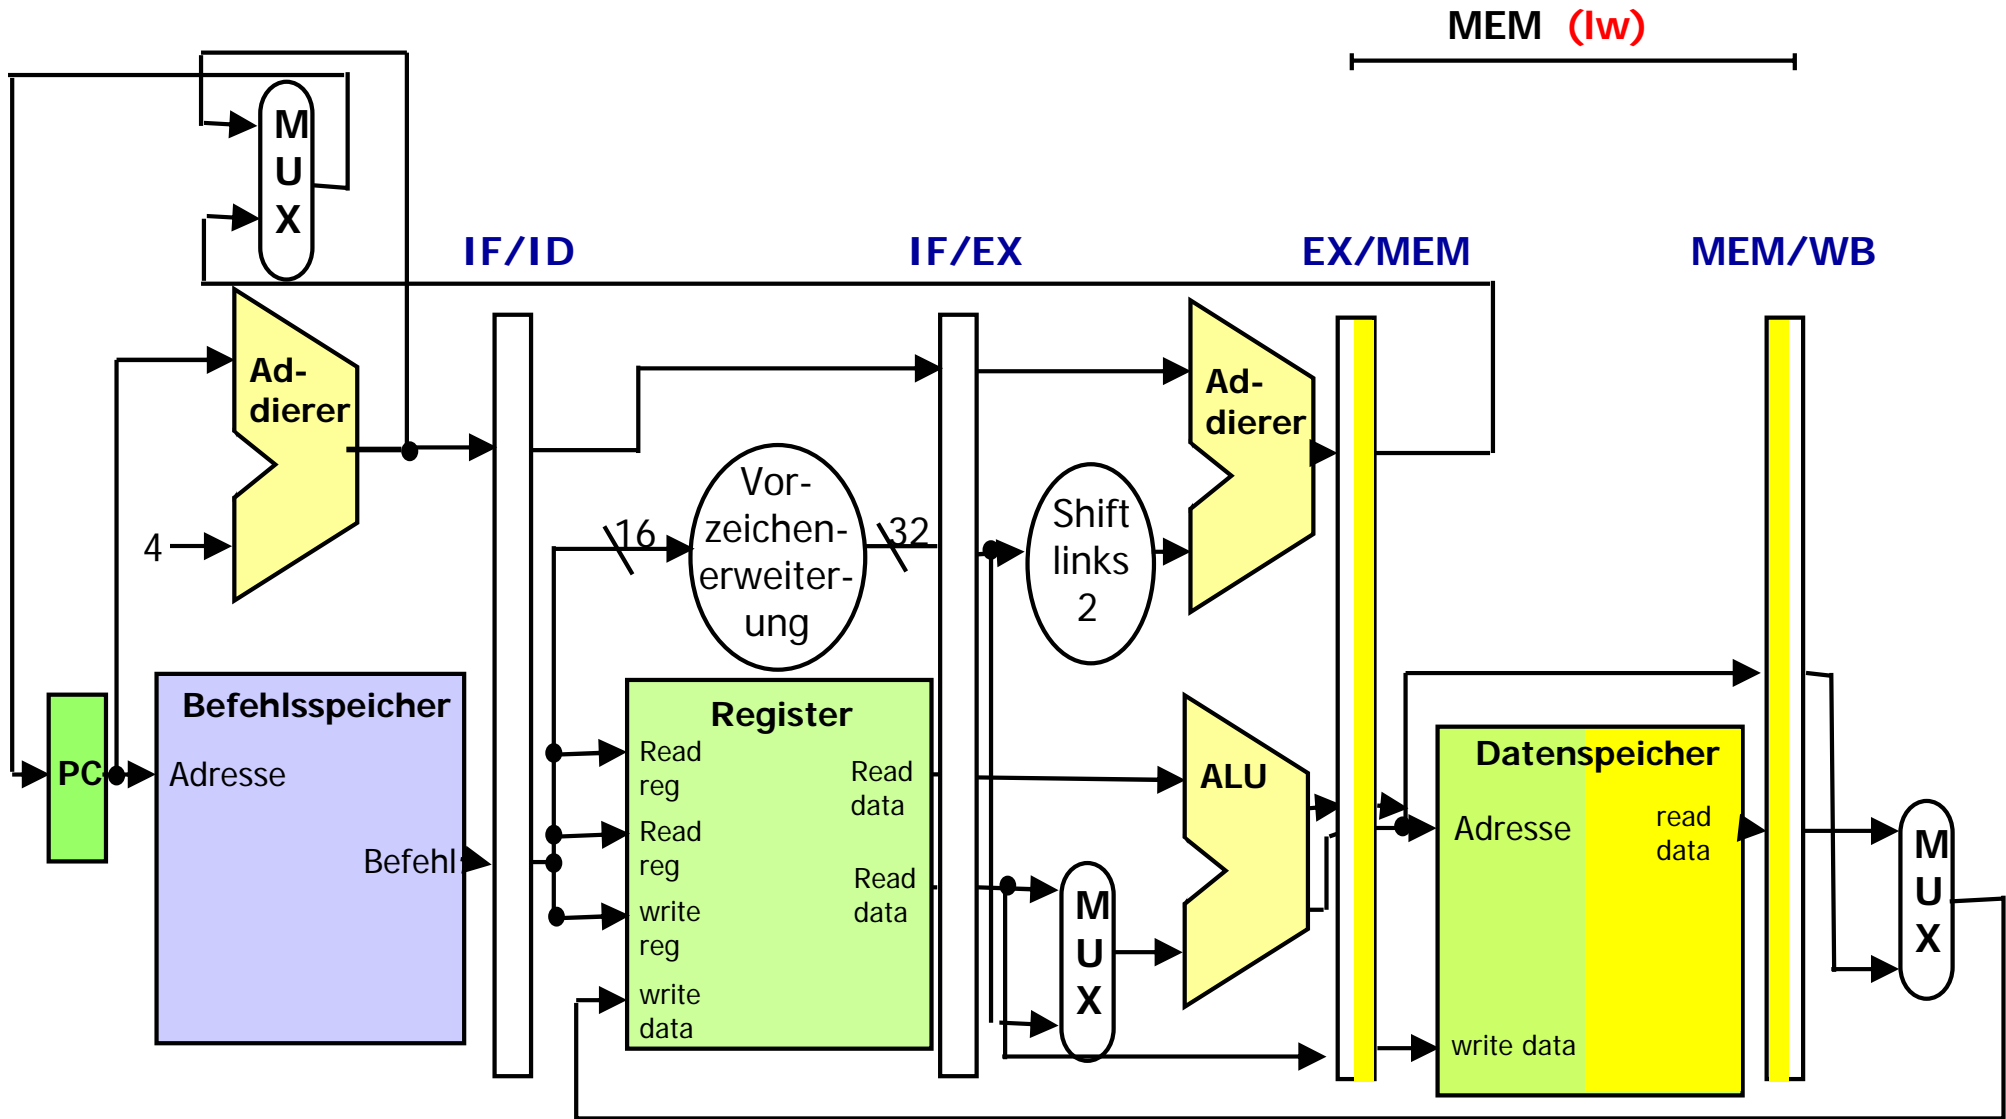 MEM (lw)
M
U
X
IF/ID
IF/EX
EX/MEM
MEM/WB
Ad-
dierer
4
16
Vor-
zeichen-
erweiter-
ung
32
Shift
links
2
Ad-
dierer
PC
Befehlsspeicher
Adresse
Befehl
Register
Read
reg
Read
reg
write
reg
write
data
Read
data
Read
data
M
U
X
ALU
Datenspeicher
Adresse
read
data
write data
M
U
X